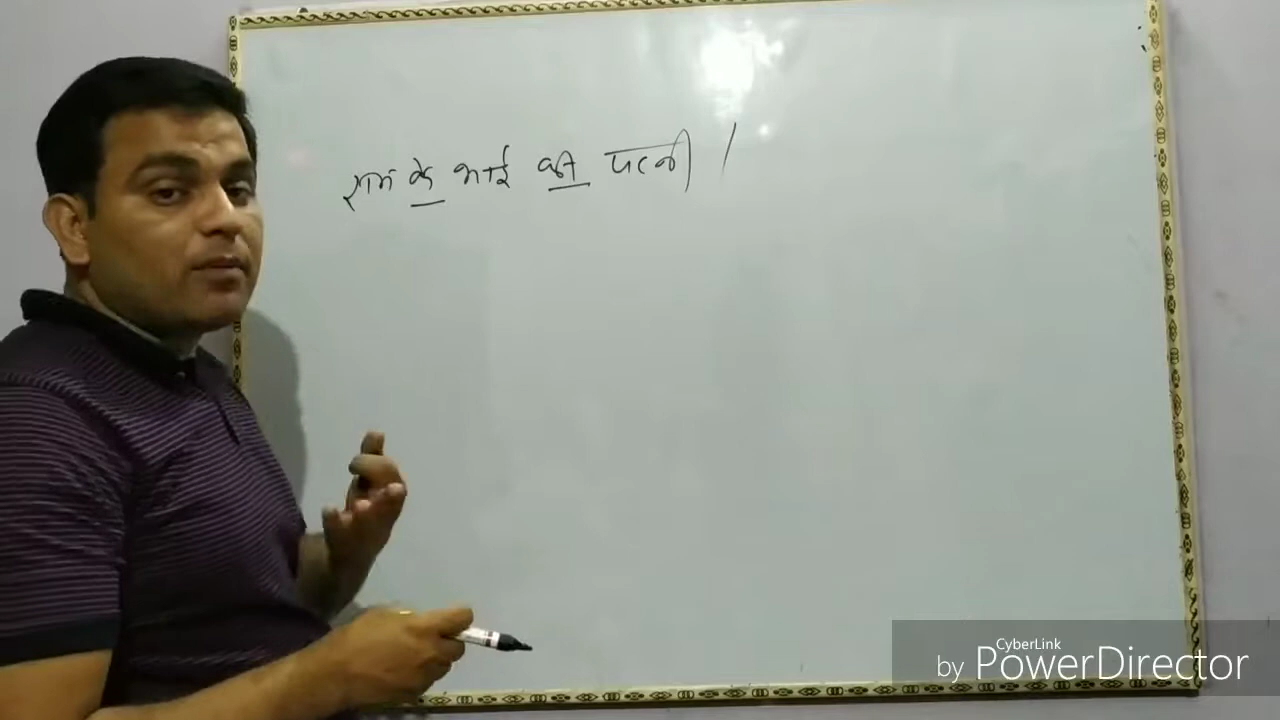 राम के भाई की पत्नी /
CyberLink
by PowerDirector